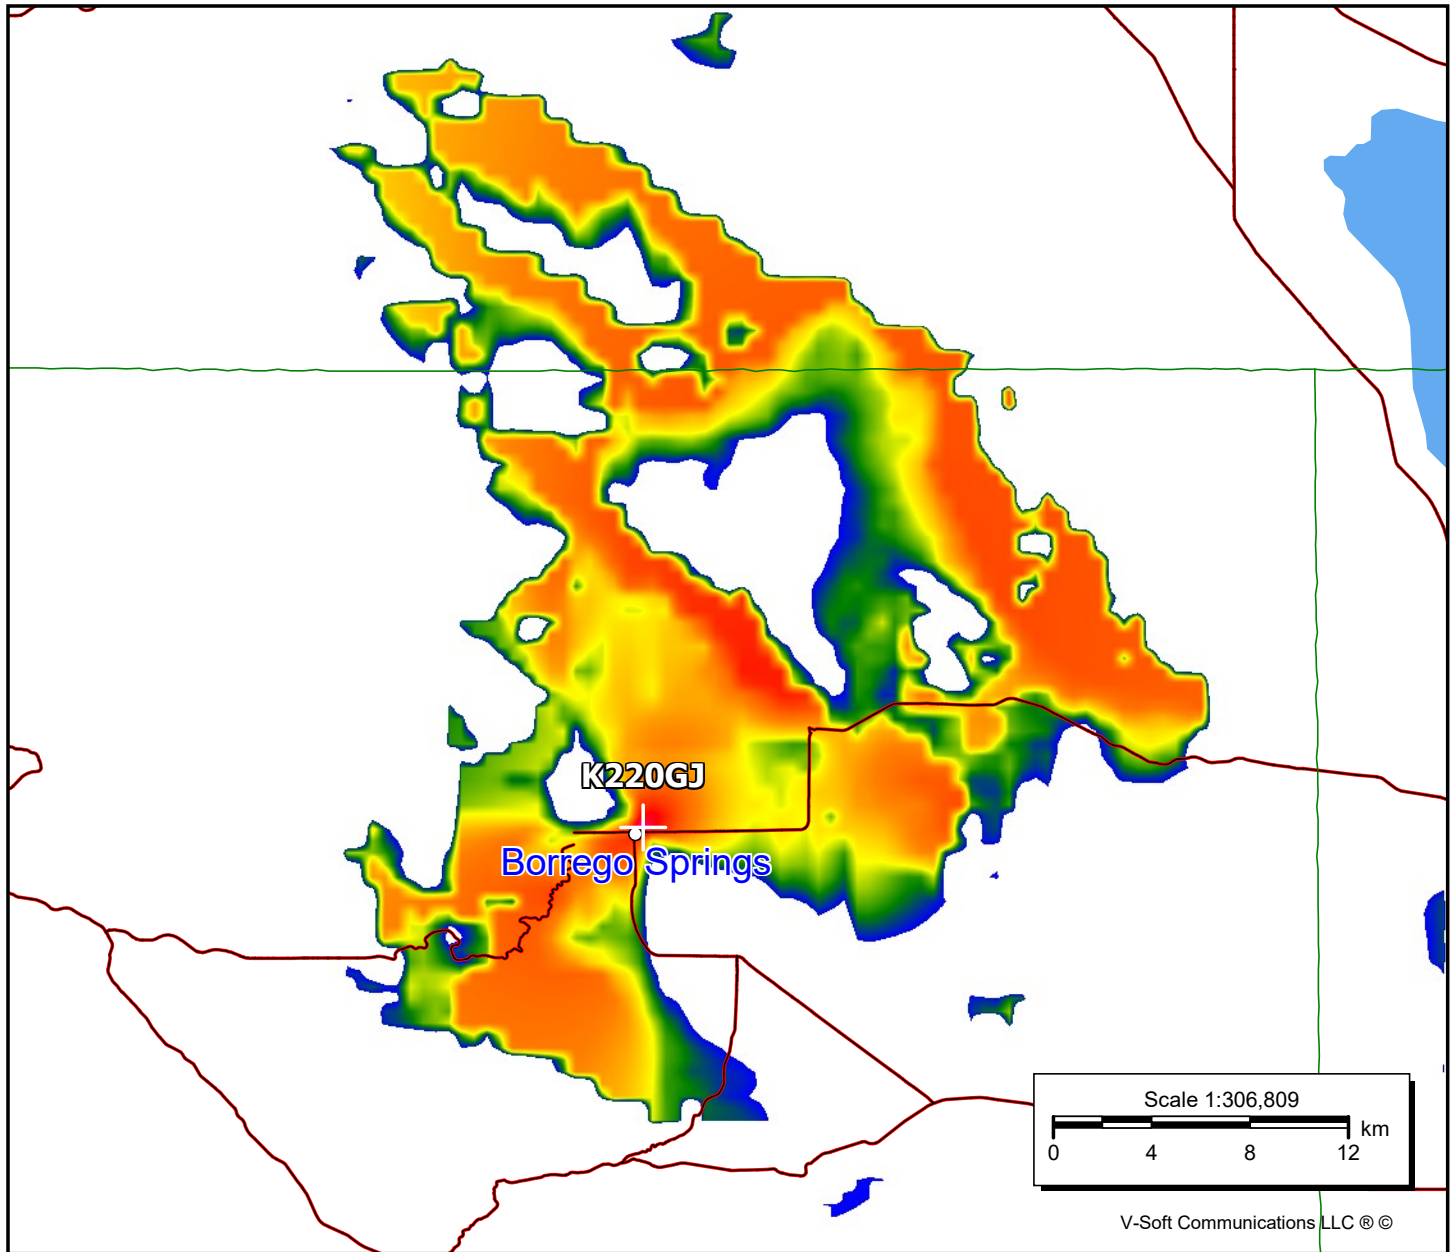 K220GJ
Borrego Springs
Scale 1:306,809
km
0 4 8 12
V-Soft Communications LLC ® ©